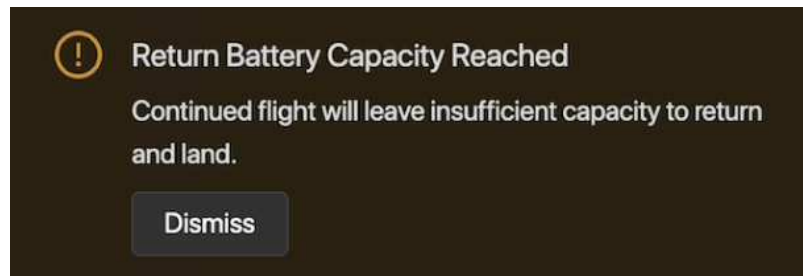 Return Battery Capacity Reached
Continued flight will leave insufficient capacity to return
and land.
Dismiss